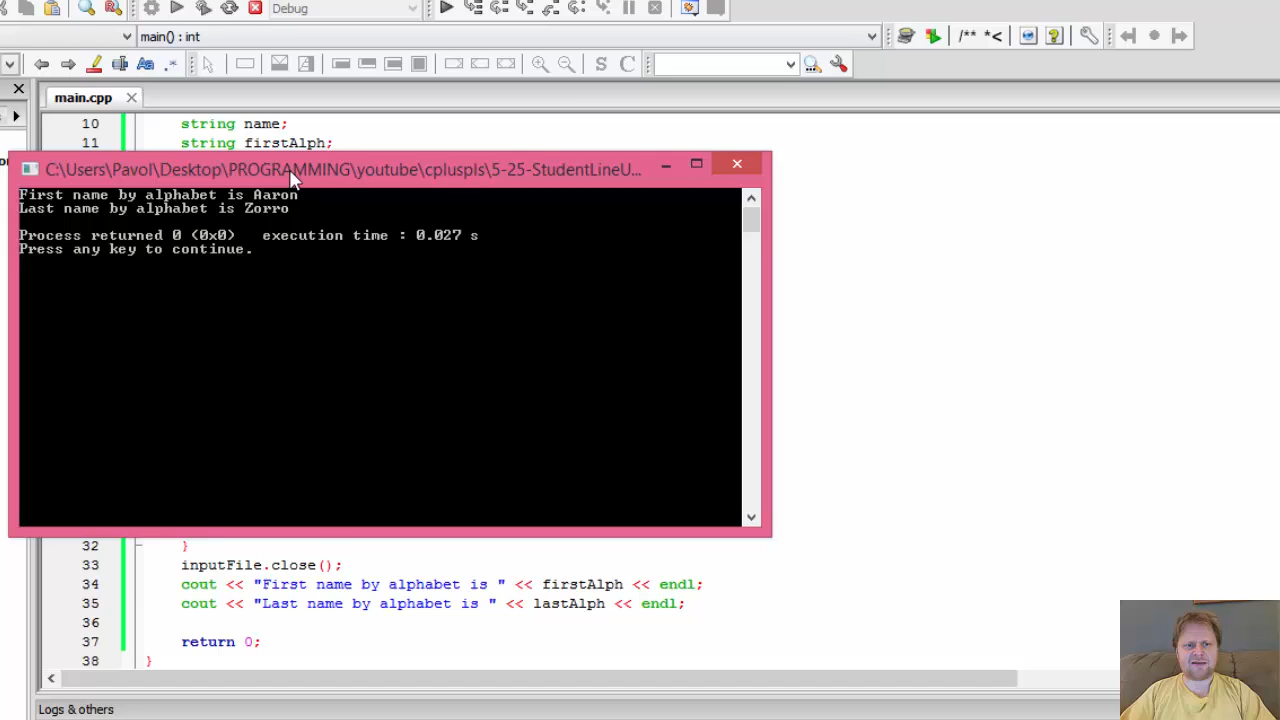 Debug
main() : int
/** *<
Aa .*
S C
main.cpp
10 string name;
11 string firstAlph;
C:\Users\Pavol\Desktop\PROGRAMMING\youtube\cpluspls\5-25-StudentLineU...
First name by alphabet is Aaron
Last name by alphabet is Zorro
Process returned 0 (0x0) execution time : 0.027 s
Press any key to continue.
32 }
33 inputFile.close();
34 cout << "First name by alphabet is " << firstAlph << endl;
35 cout << "Last name by alphabet is " << lastAlph << endl;
36
37 return 0;
38 }
Logs & others